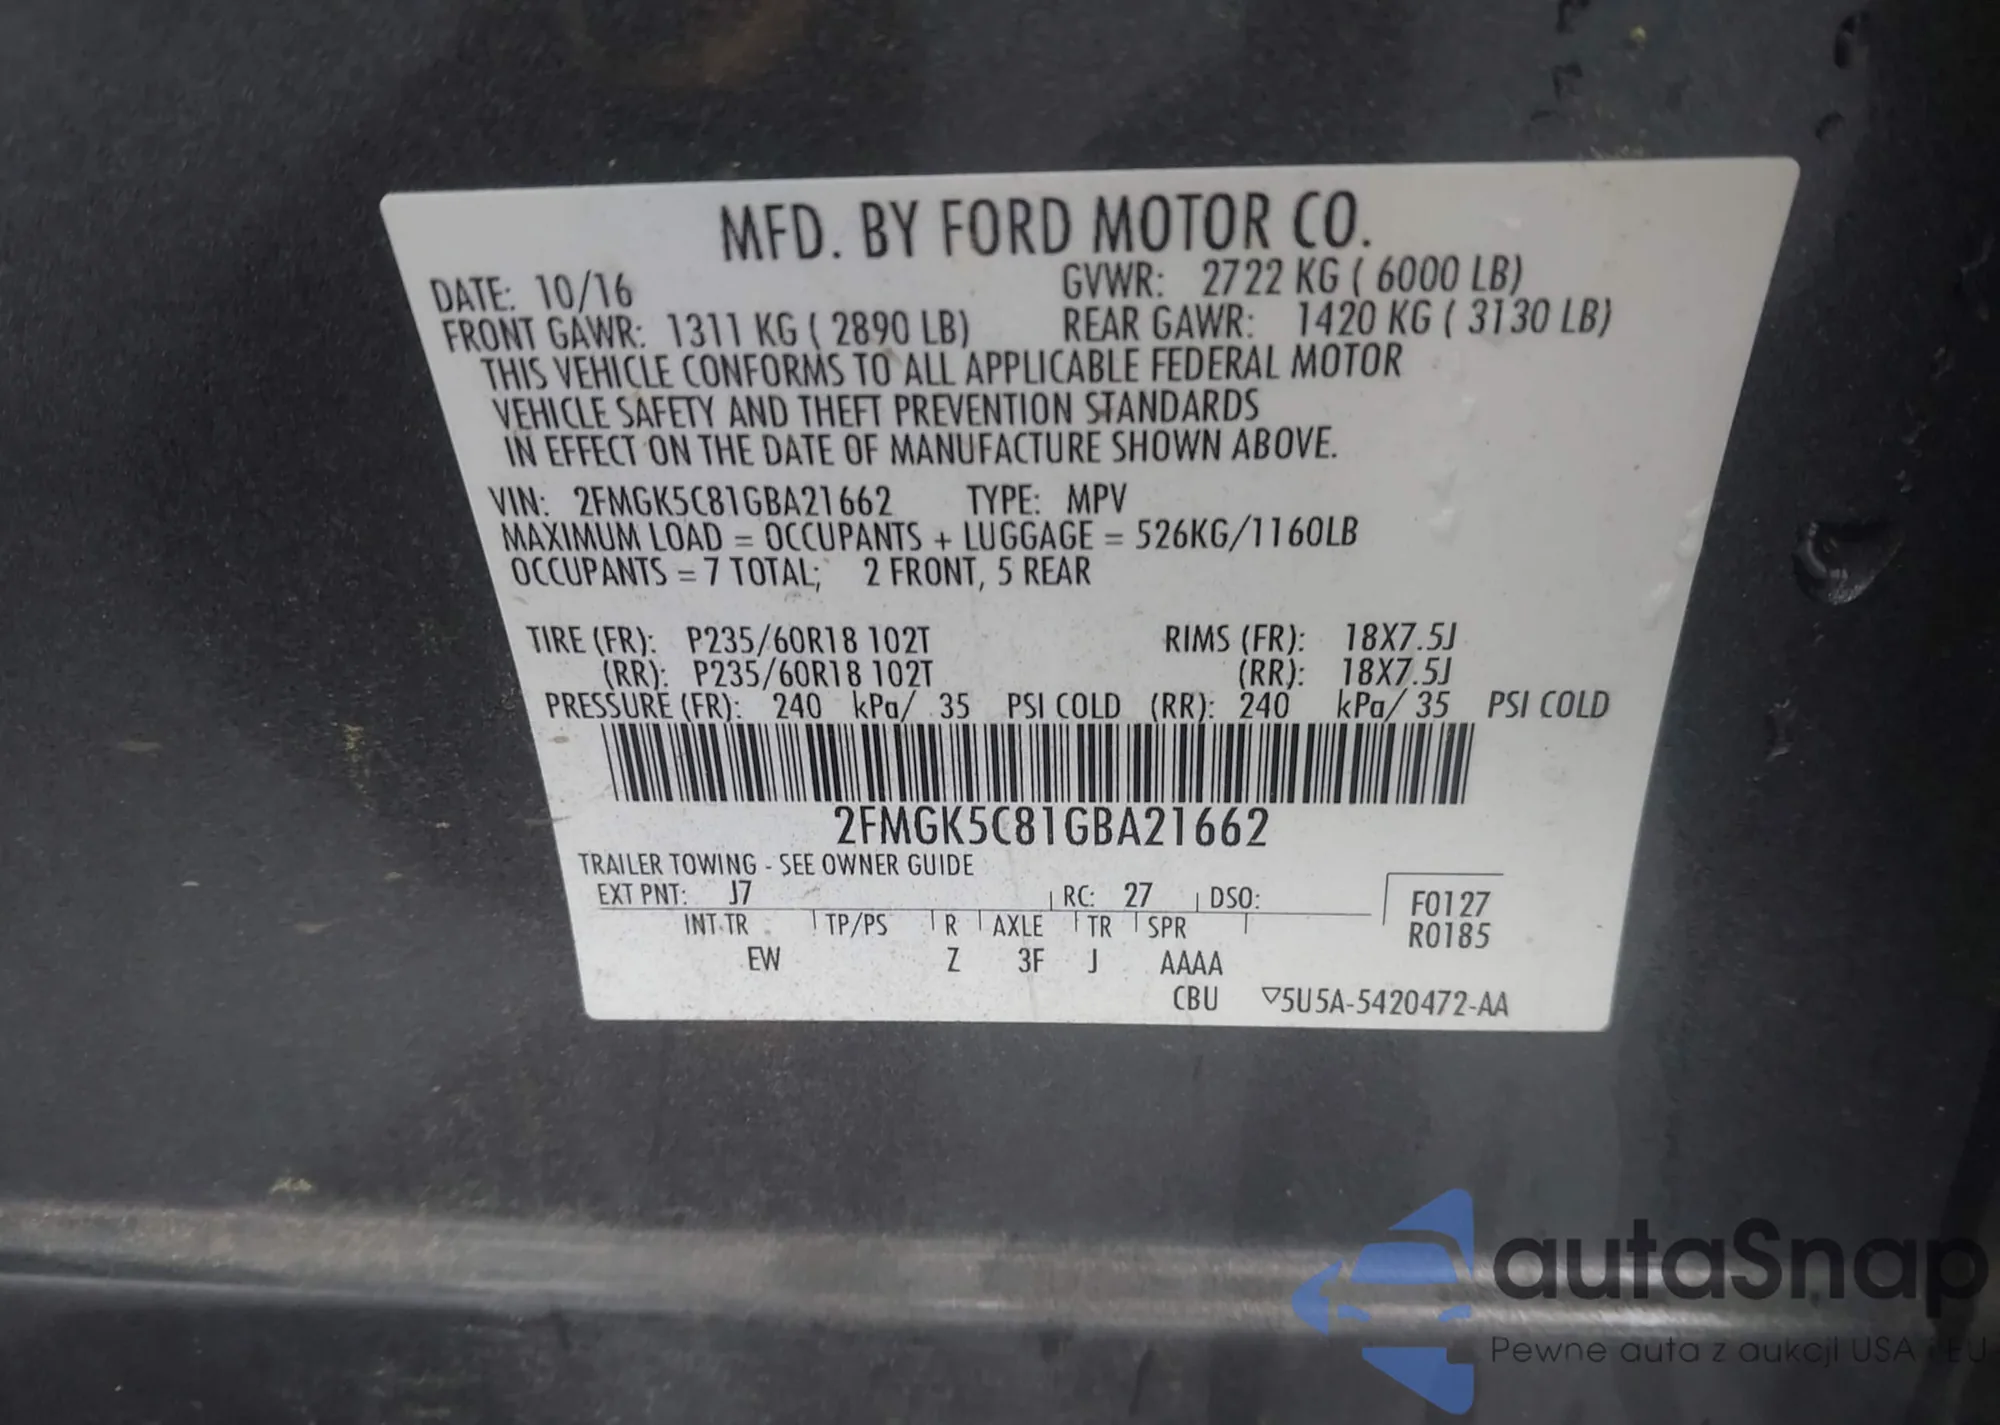 MFD. BY FORD MOTOR CO.
DATE: 10/16 GVWR: 2722 KG ( 6000 LB)
FRONT GAWR: 1311 KG ( 2890 LB) REAR GAWR: 1420 KG ( 3130 LB)
THIS VEHICLE CONFORMS TO ALL APPLICABLE FEDERAL MOTOR
VEHICLE SAFETY AND THEFT PREVENTION STANDARDS
IN EFFECT ON THE DATE OF MANUFACTURE SHOWN ABOVE.
VIN: 2FMGK5C81GBA21662 TYPE: MPV
MAXIMUM LOAD = OCCUPANTS + LUGGAGE = 526KG/1160LB
OCCUPANTS = 7 TOTAL; 2 FRONT, 5 REAR
TIRE (FR): P235/60R18 102T RIMS (FR): 18X7.5J
(RR): P235/60R18 102T (RR): 18X7.5J
PRESSURE (FR): 240 kPa/ 35 PSI COLD (RR): 240 kPa/ 35 PSI COLD
2FMGK5C81GBA21662
TRAILER TOWING - SEE OWNER GUIDE
EXT PNT: J7 RC: 27 DSO: F0127
INT TR TP/PS R AXLE TR SPR R0185
EW Z 3F J AAAA
CBU ▽5U5A-5420472-AA
autaSnap
Pewne auta z aukcji USA i EU